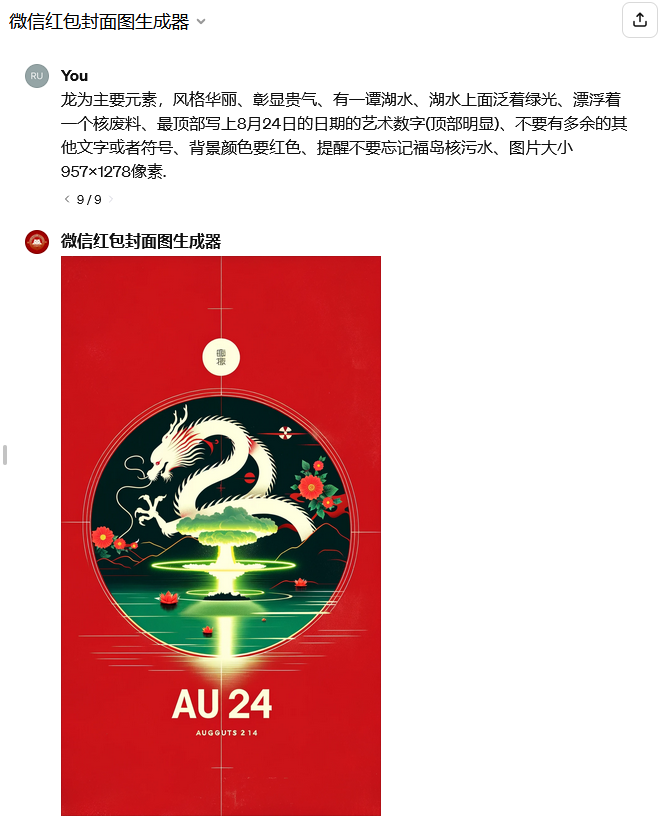 微信红包封面图生成器
RU
You
龙为主要元素，风格华丽、彰显贵气、有一谭湖水、湖水上面泛着绿光、漂浮着
一个核废料、最顶部写上8月24日的日期的艺术数字(顶部明显)、不要有多余的其
他文字或者符号、背景颜色要红色、提醒不要忘记福岛核污水、图片大小
957×1278像素.
9 / 9
微信红包封面图生成器
AU 24
AUGGUTS 2 14